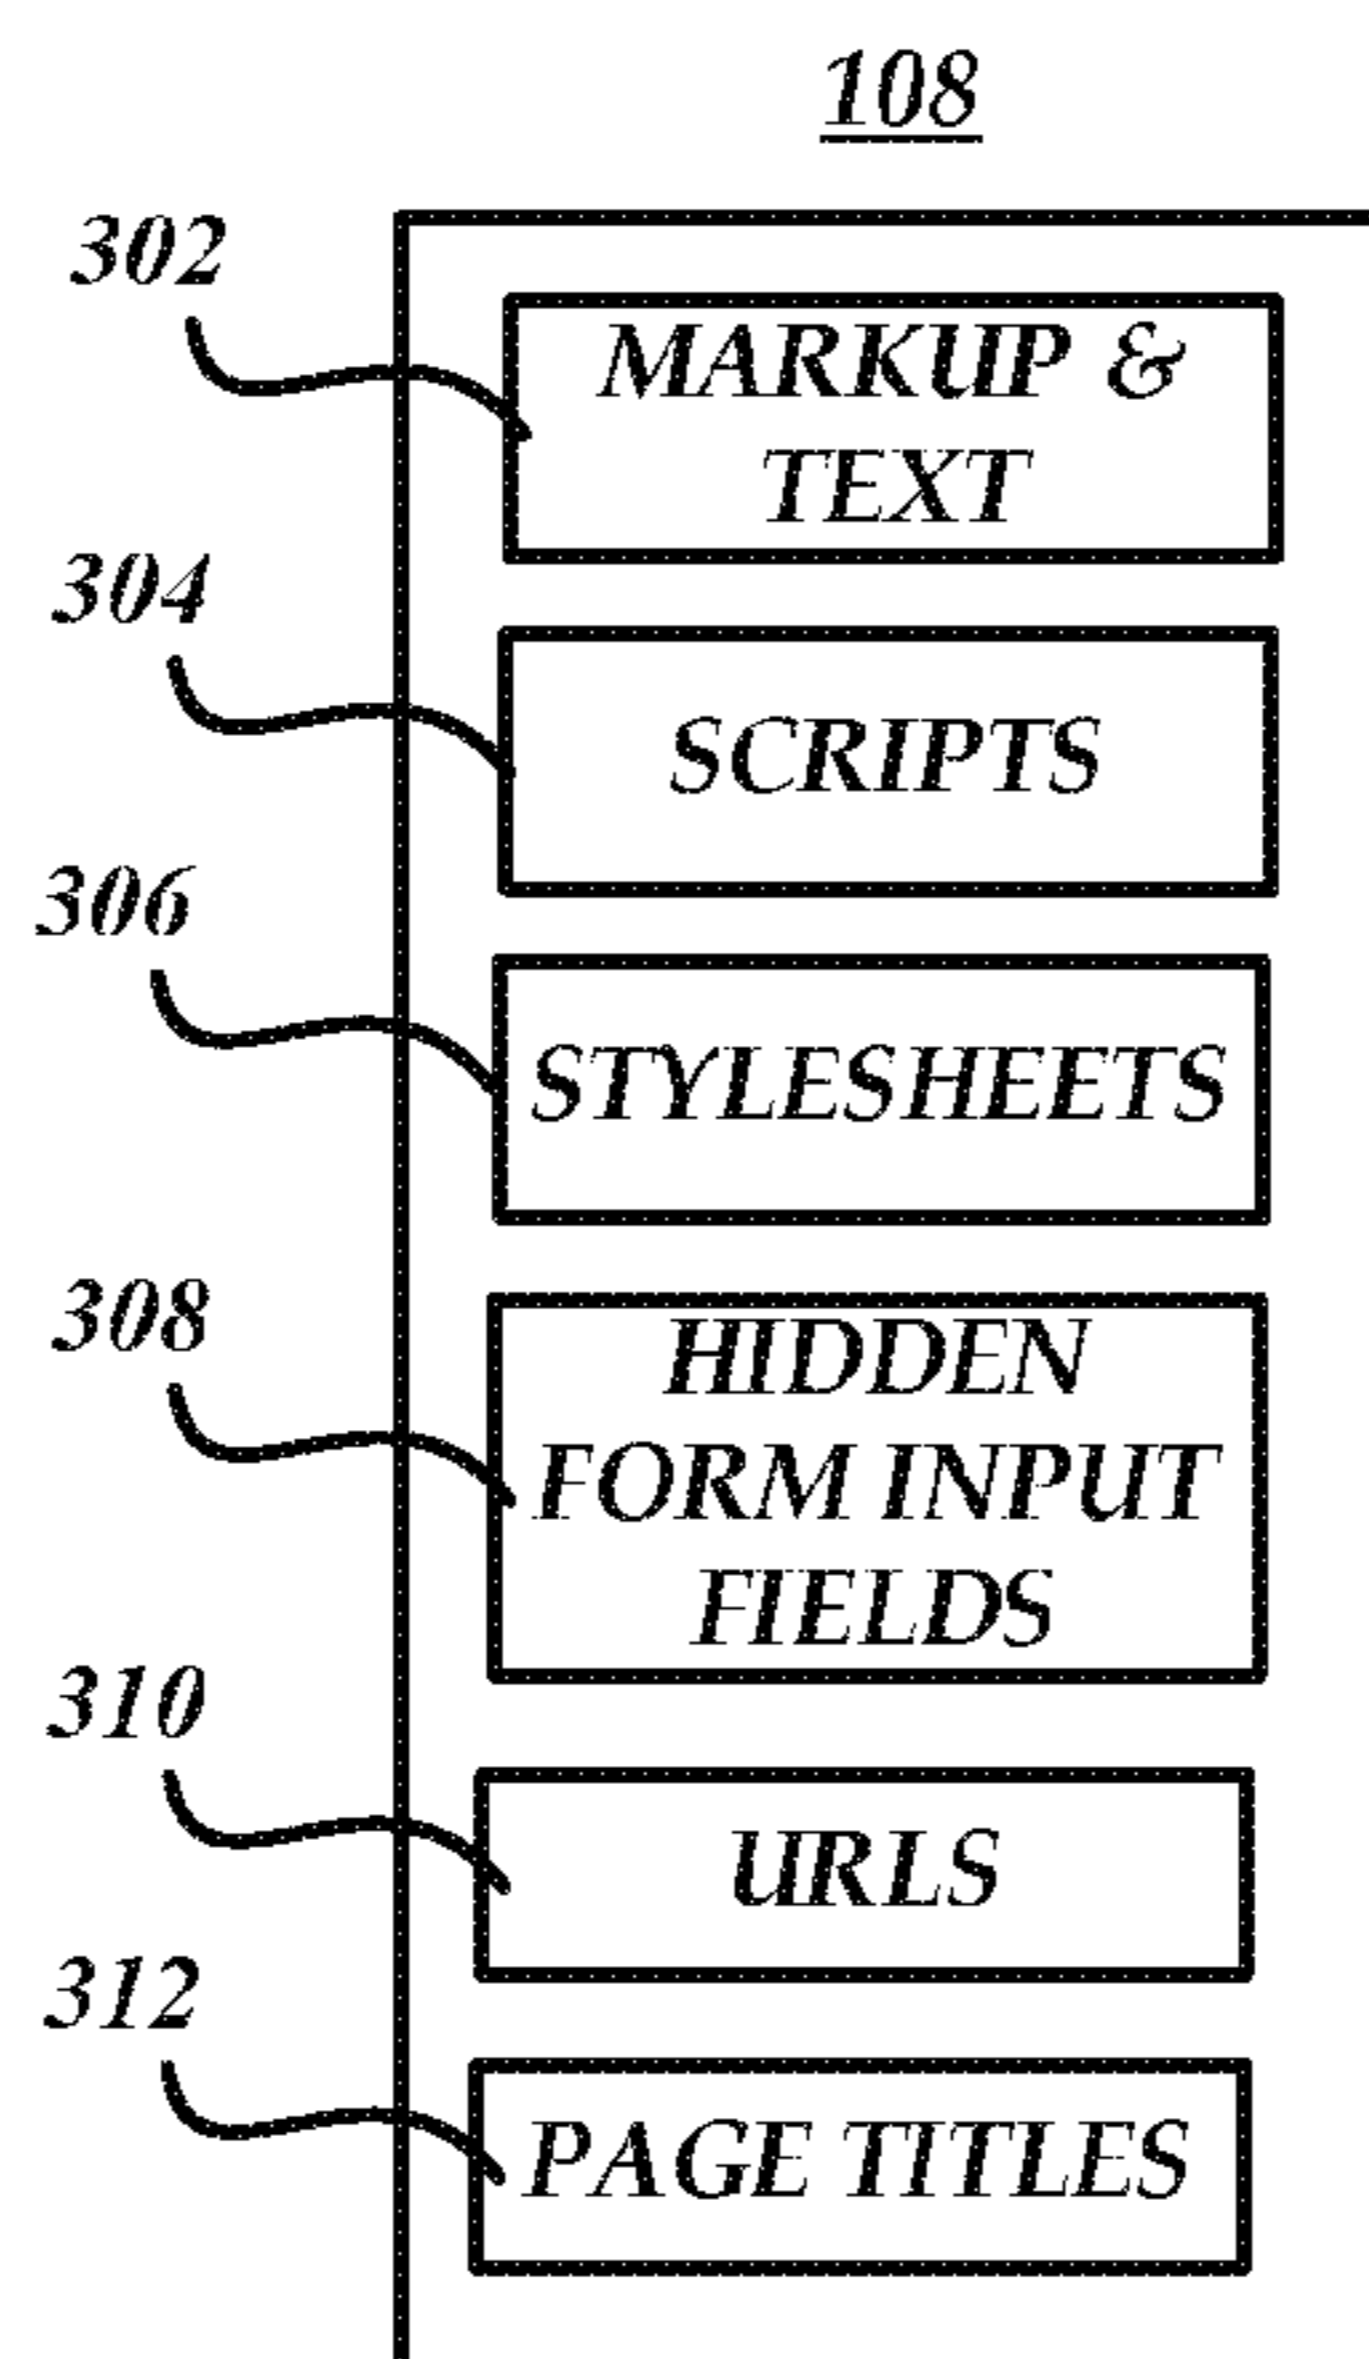 108
302
MARKUP &
TEXT
304
SCRIPTS
306
STYLESHEETS
308
HIDDEN
FORM INPUT
FIELDS
310
URLS
312
PAGE TITLES